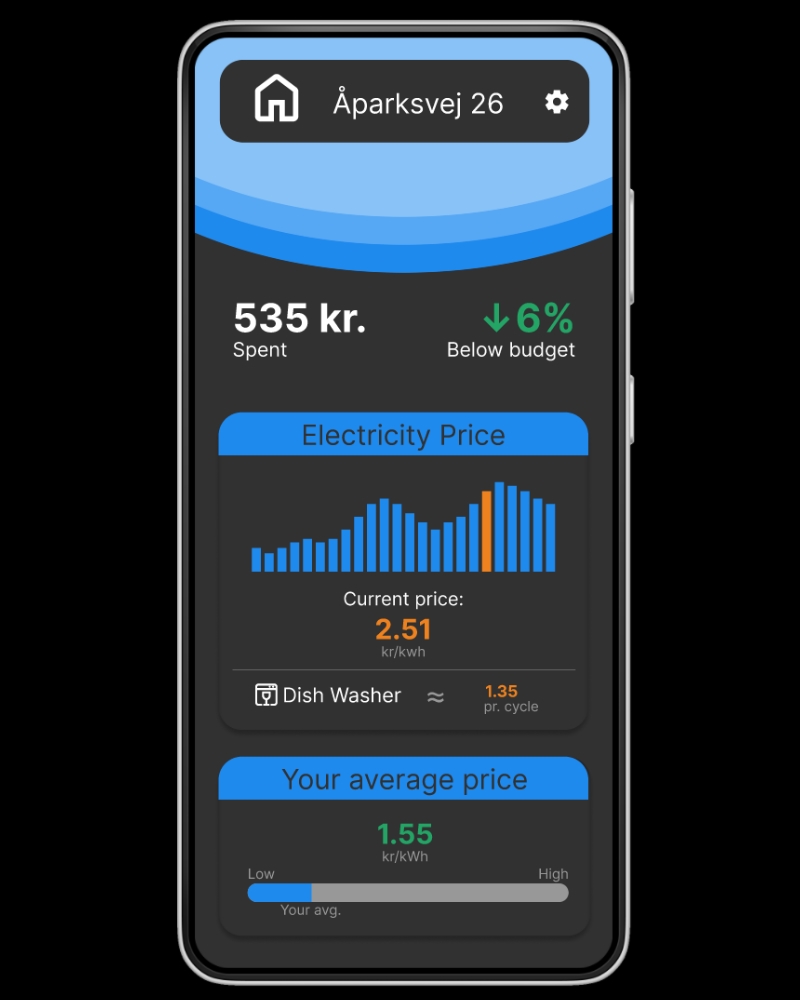 Åparksvej 26
535 kr.
Spent
↓6%
Below budget
Electricity Price
Current price:
2.51
kr/kwh
Dish Washer ≈ 1.35
pr. cycle
Your average price
1.55
kr/kWh
Low High
Your avg.